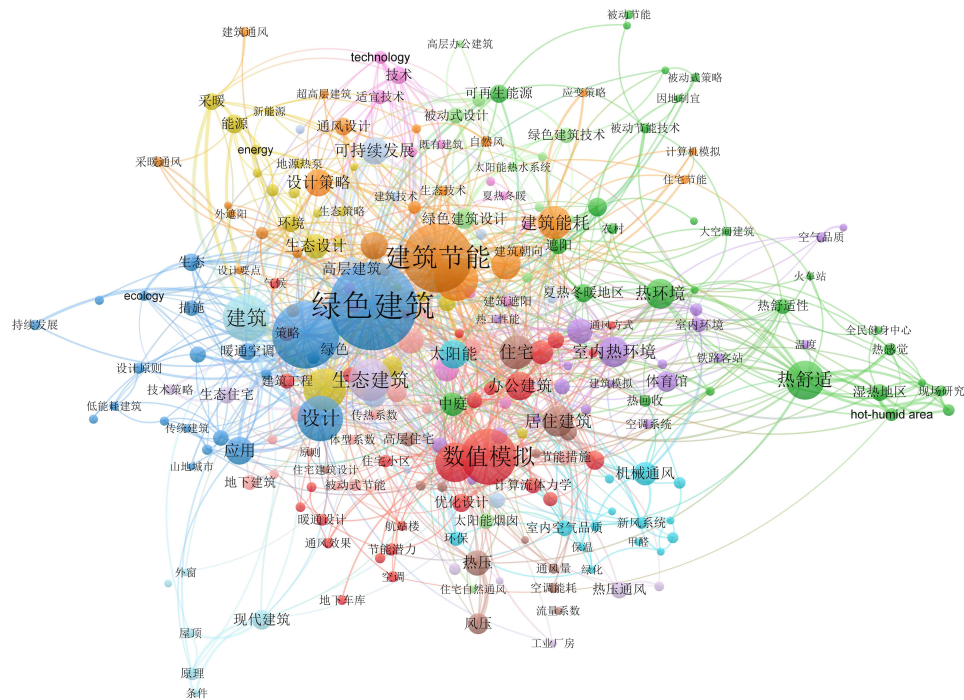 被动节能
建筑通风
高层办公建筑
technology
技术
被动式策略
采暖
超高层建筑
适宜技术
可再生能源
应变策略
因地制宜
新能源
能源
通风设计
被动式设计
绿色建筑技术
被动节能技术
energy
可持续发展
既有建筑
自然风
计算机模拟
采暖通风
地源热泵
太阳能热水系统
设计策略
住宅节能
建筑技术
生态技术
夏热冬暖
外遮阳
生态策略
环境
绿色建筑设计
建筑能耗
农村
大空间建筑
空气品质
生态设计
遮阳
建筑节能
建筑朝向
生态
设计要点
高层建筑
火车站
气候
夏热冬暖地区
热环境
ecology
措施
绿色建筑
建筑遮阳
热舒适性
持续发展
建筑
热工性能
通风方式
室内环境
全民健身中心
策略
绿色
暖通空调
太阳能
住宅
室内热环境
温度
热感觉
铁路客站
设计原则
建筑工程
生态建筑
办公建筑
建筑模拟
体育馆
热舒适
技术策略
生态住宅
热回收
湿热地区
现场研究
低能耗建筑
中庭
设计
传热系数
居住建筑
空调系统
hot-humid area
传统建筑
体型系数
高层住宅
应用
原则
数值模拟
节能措施
山地城市
住宅建筑设计
住宅小区
机械通风
地下建筑
被动式节能
计算流体力学
优化设计
暖通设计
航站楼
太阳能烟囱
室内空气品质
新风系统
通风效果
环保
甲醛
节能潜力
保温
热压
通风量
绿化
外窗
空调
住宅自然通风
空调能耗
热压通风
地下车库
流量系数
现代建筑
风压
屋顶
工业厂房
原理
条件